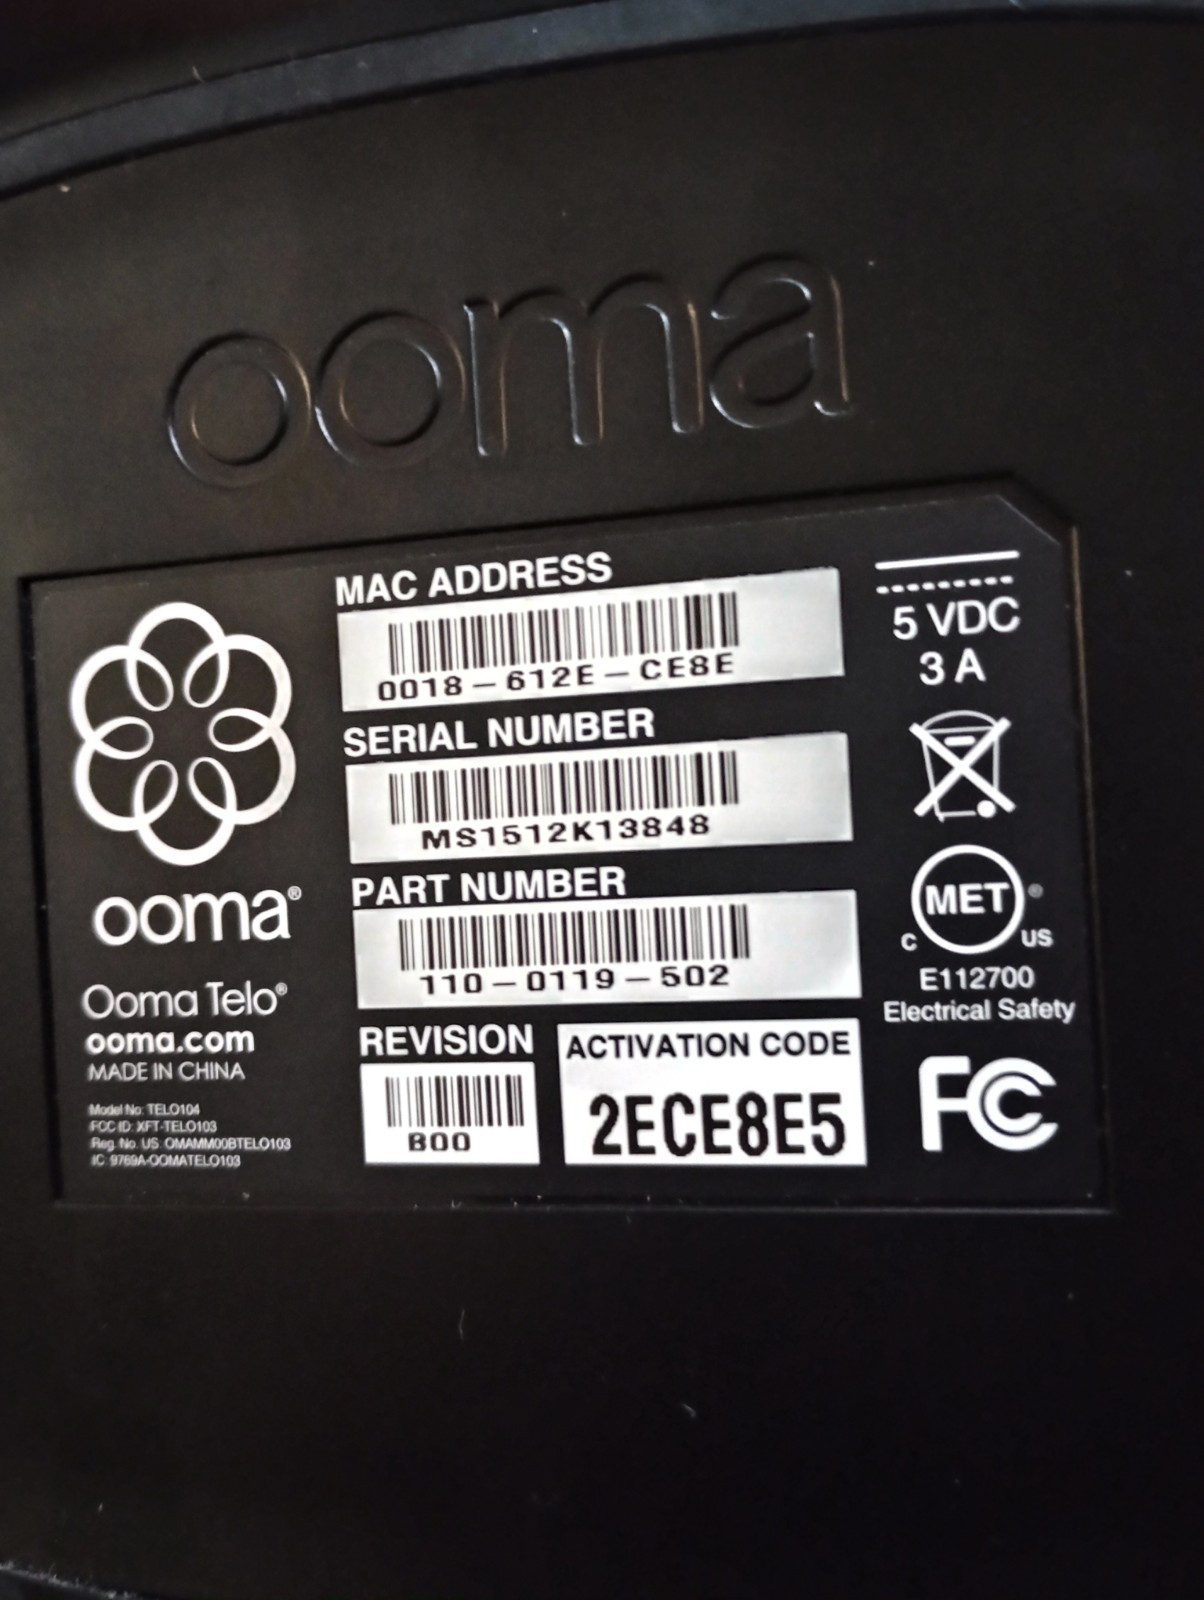 ooma
MAC ADDRESS
0018-612E-CE8E
SERIAL NUMBER
MS1512K13848
PART NUMBER
110-0119-502
REVISION
B00
ACTIVATION CODE
2ECE8E5
ooma®
Ooma Telo®
ooma.com
MADE IN CHINA
Model No: TELO104
FCC ID: XFT-TELO103
Reg. No. US: OMAMM00BTELO103
IC: 9769A-OOMATELO103
5 VDC
3 A
MET®
C US
E112700
Electrical Safety
FC